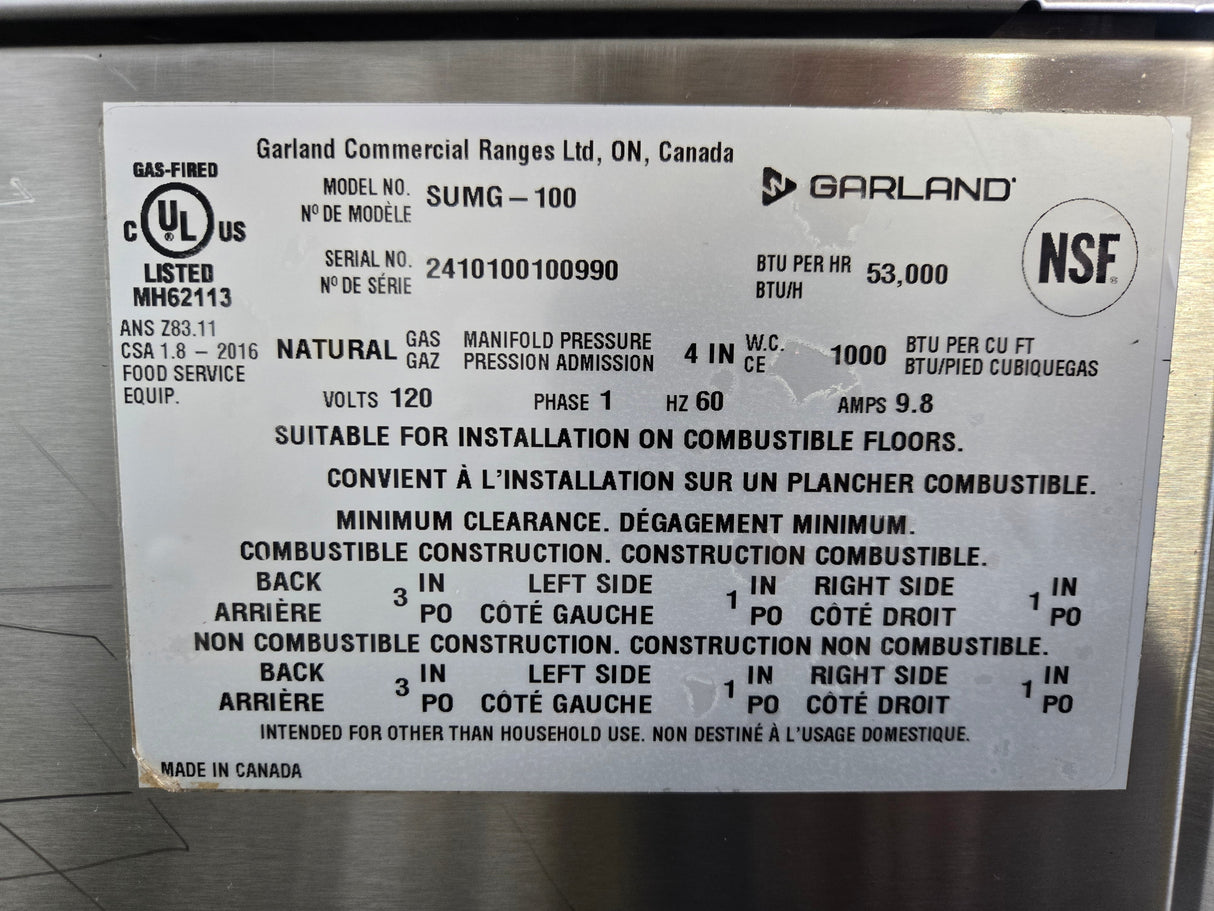 Garland Commercial Ranges Ltd, ON, Canada
GAS-FIRED
C UL® US
LISTED
MH62113
MODEL NO. SUMG – 100
Nº DE MODÈLE
GARLAND
NSF®
SERIAL NO. 2410100100990
Nº DE SÉRIE
BTU PER HR 53,000
BTU/H
ANS Z83.11
CSA 1.8 – 2016
FOOD SERVICE
EQUIP.
NATURAL GAS MANIFOLD PRESSURE 4 IN W.C. 1000 BTU PER CU FT
GAZ PRESSION ADMISSION CE BTU/PIED CUBIQUEGAS
VOLTS 120 PHASE 1 HZ 60 AMPS 9.8
SUITABLE FOR INSTALLATION ON COMBUSTIBLE FLOORS.
CONVIENT À L'INSTALLATION SUR UN PLANCHER COMBUSTIBLE.
MINIMUM CLEARANCE. DÉGAGEMENT MINIMUM.
COMBUSTIBLE CONSTRUCTION. CONSTRUCTION COMBUSTIBLE.
BACK 3 IN LEFT SIDE 1 IN RIGHT SIDE 1 IN
ARRIÈRE PO CÔTÉ GAUCHE PO CÔTÉ DROIT PO
NON COMBUSTIBLE CONSTRUCTION. CONSTRUCTION NON COMBUSTIBLE.
BACK 3 IN LEFT SIDE 1 IN RIGHT SIDE 1 IN
ARRIÈRE PO CÔTÉ GAUCHE PO CÔTÉ DROIT PO
INTENDED FOR OTHER THAN HOUSEHOLD USE. NON DESTINÉ À L'USAGE DOMESTIQUE.
MADE IN CANADA